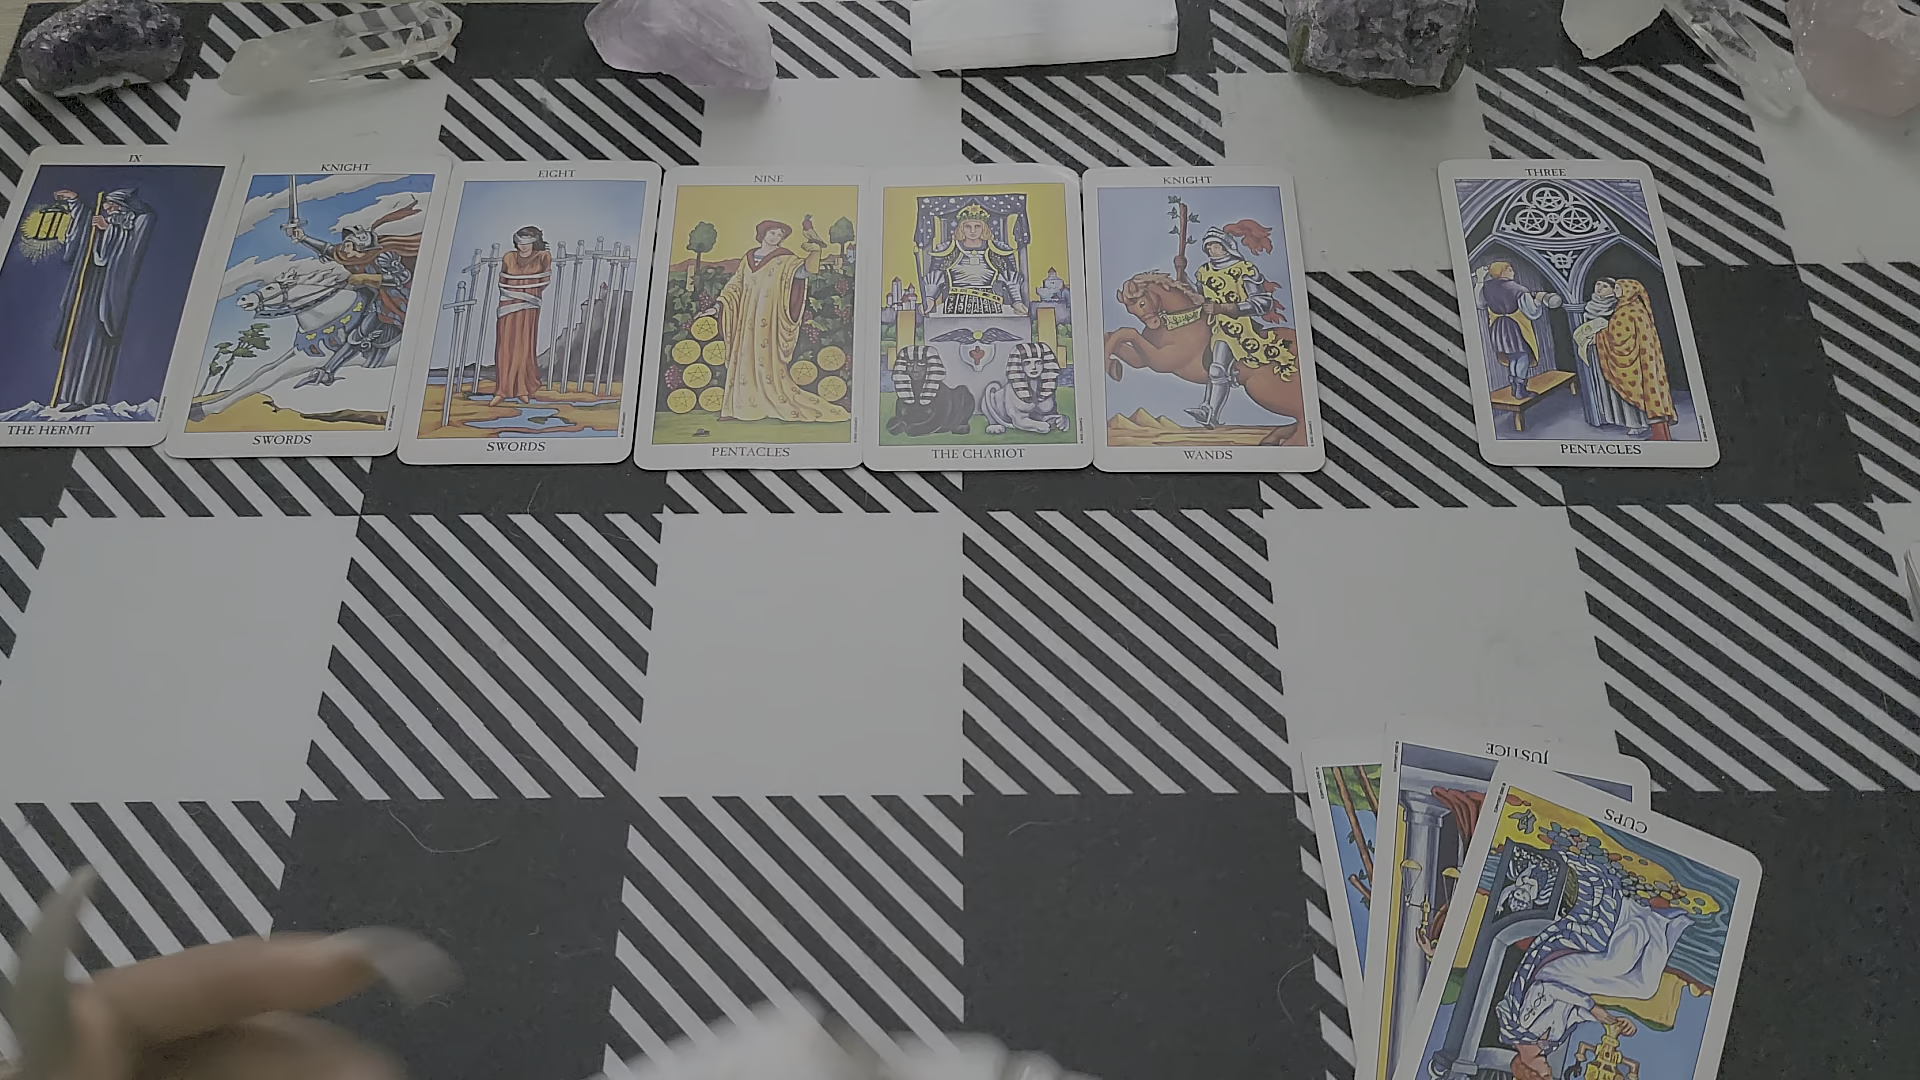 IX
THE HERMIT
KNIGHT
SWORDS
EIGHT
SWORDS
NINE
PENTACLES
VII
THE CHARIOT
KNIGHT
WANDS
THREE
PENTACLES
JUSTICE
CUPS